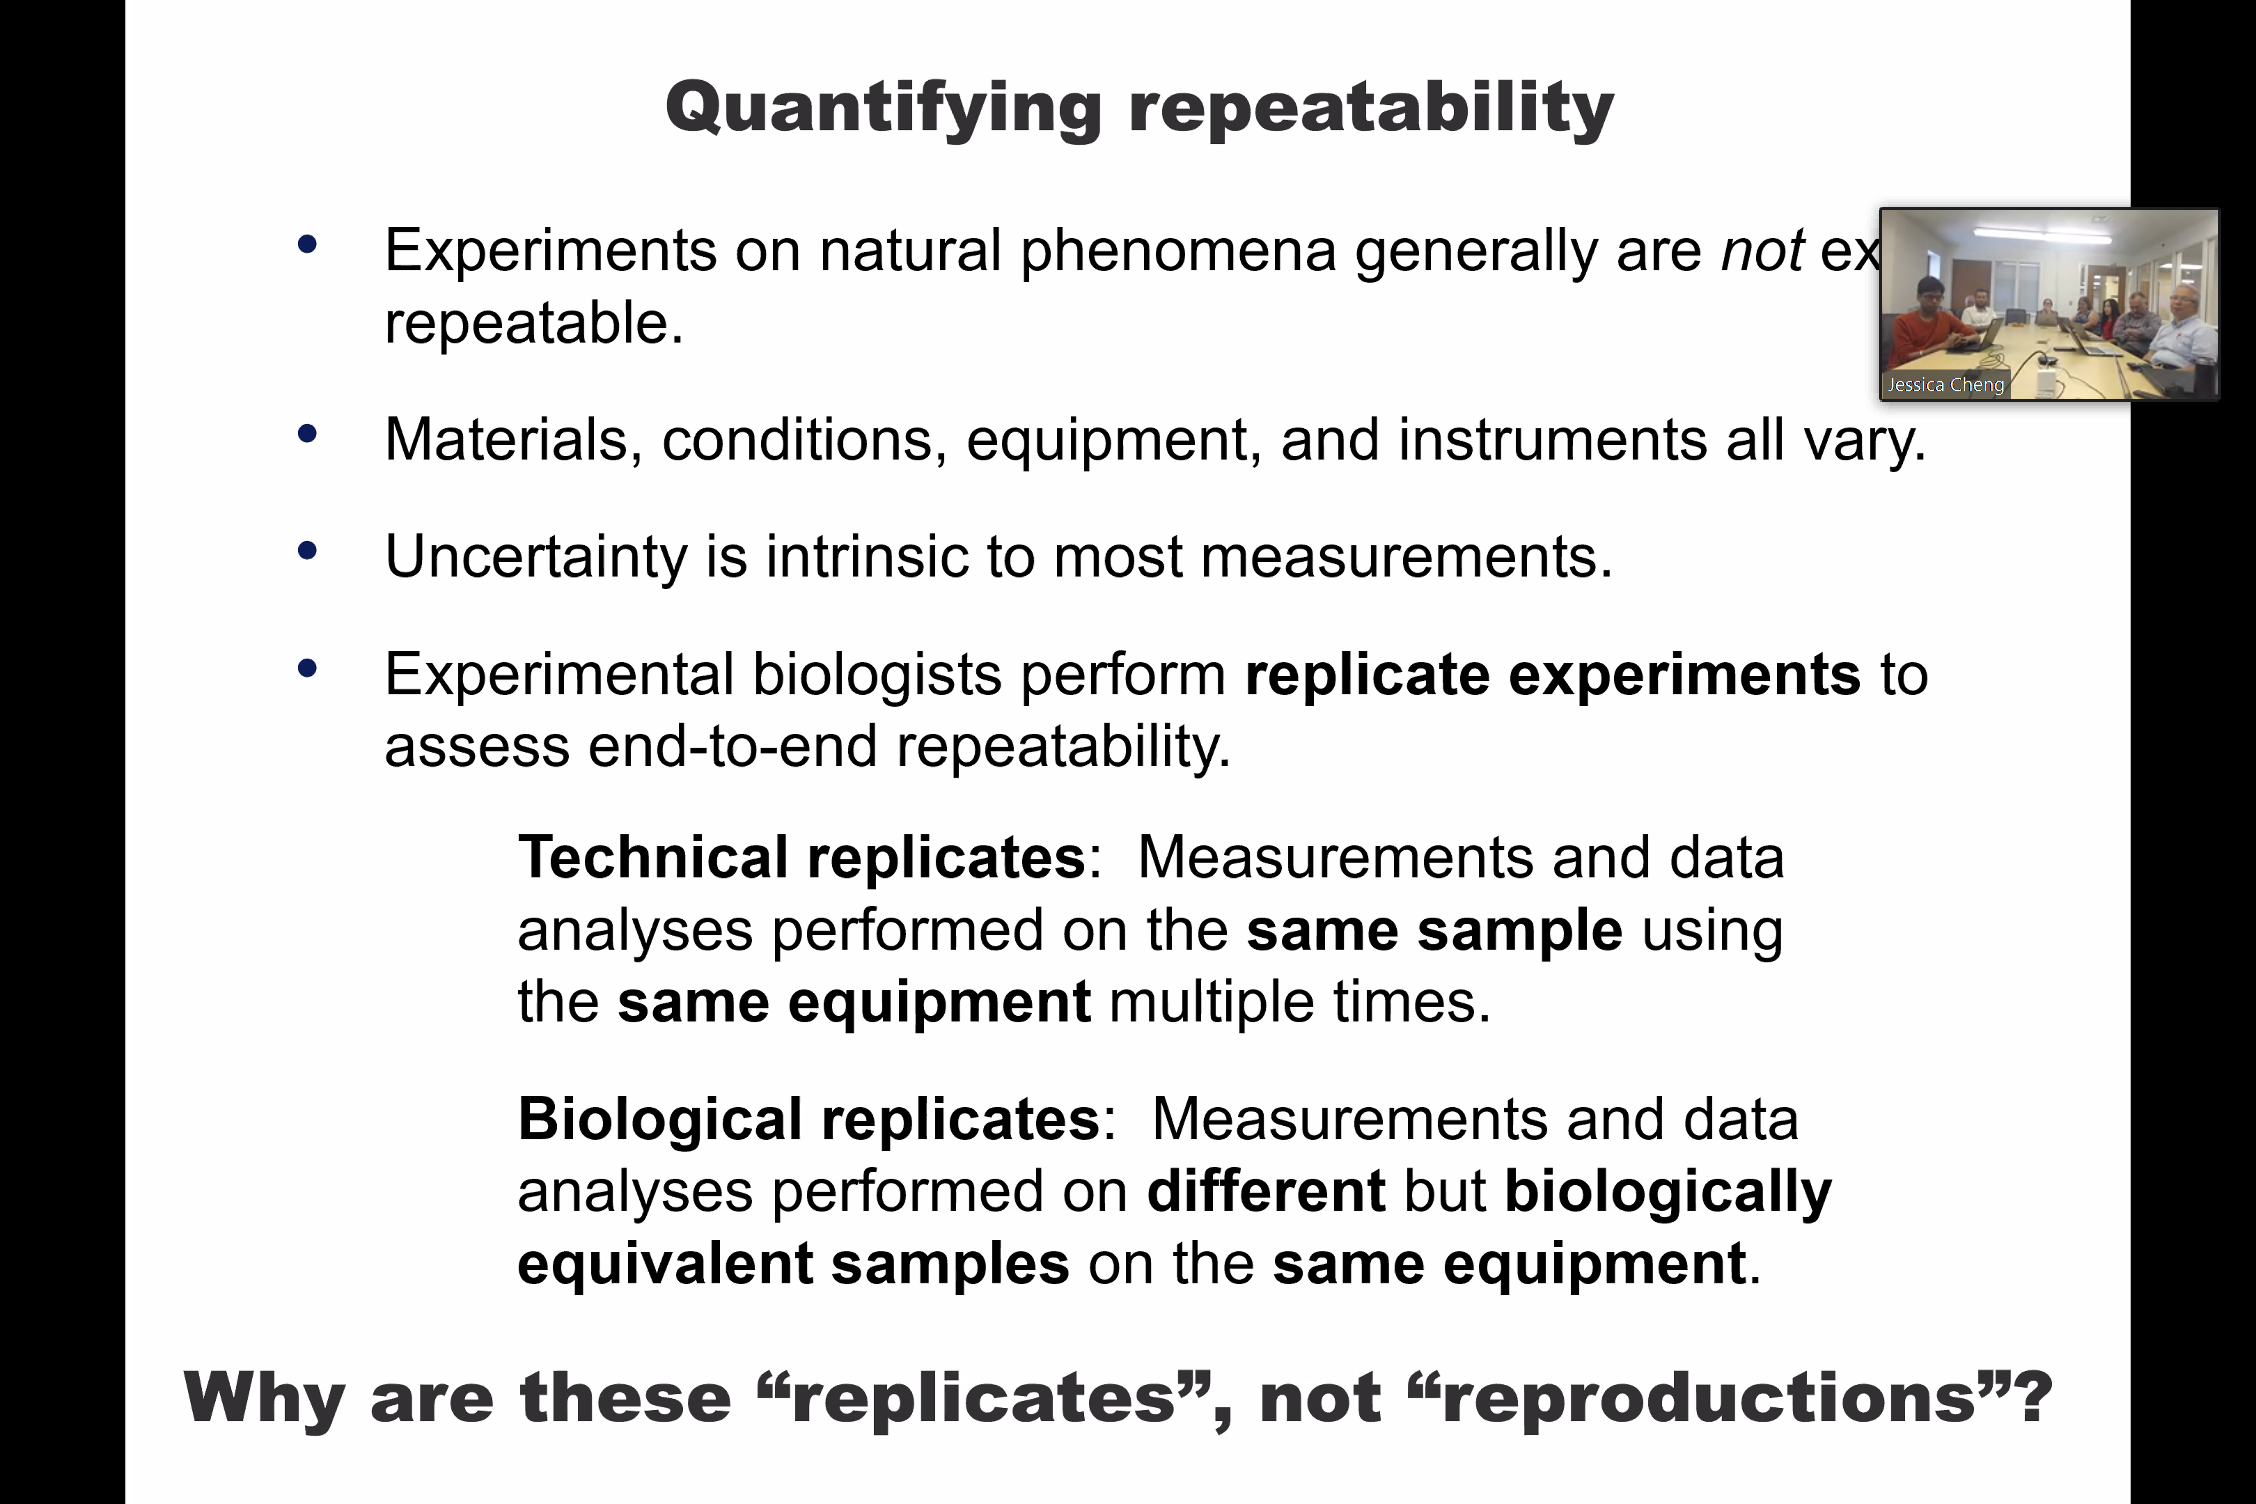 Quantifying repeatability
• Experiments on natural phenomena generally are not ex
repeatable.
Jessica Cheng
• Materials, conditions, equipment, and instruments all vary.
• Uncertainty is intrinsic to most measurements.
• Experimental biologists perform replicate experiments to
assess end-to-end repeatability.
Technical replicates: Measurements and data
analyses performed on the same sample using
the same equipment multiple times.
Biological replicates: Measurements and data
analyses performed on different but biologically
equivalent samples on the same equipment.
Why are these “replicates”, not “reproductions”?